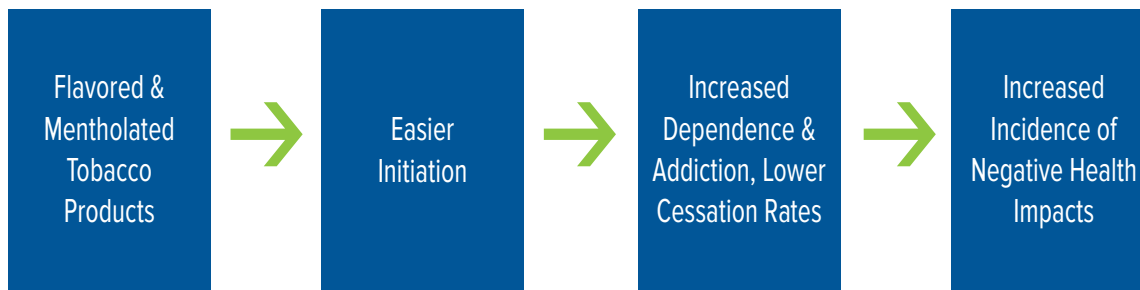 Flavored &
Mentholated
Tobacco
Products
Easier
Initiation
Increased
Dependence &
Addiction, Lower
Cessation Rates
Increased
Incidence of
Negative Health
Impacts